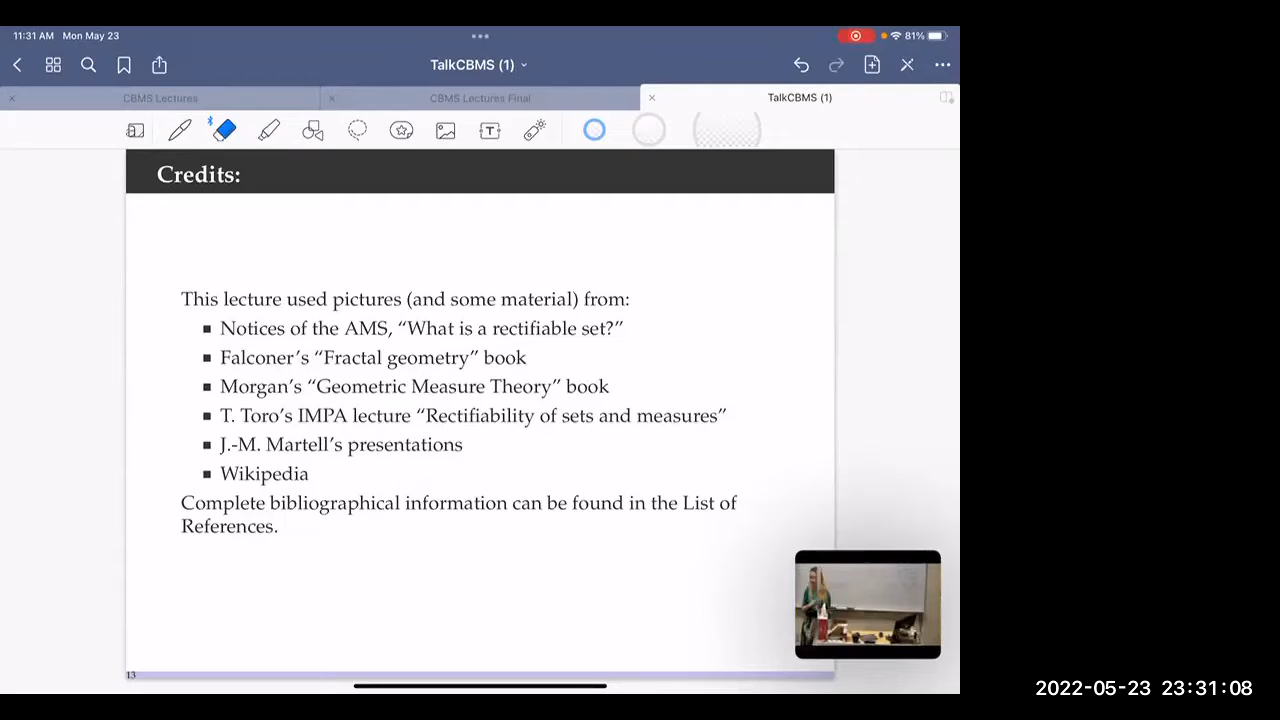 11:31 AM Mon May 23
81%
TalkCBMS (1)
CBMS Lectures
CBMS Lectures Final
TalkCBMS (1)
Credits:
This lecture used pictures (and some material) from:
Notices of the AMS, “What is a rectifiable set?”
Falconer’s “Fractal geometry” book
Morgan’s “Geometric Measure Theory” book
T. Toro’s IMPA lecture “Rectifiability of sets and measures”
J.-M. Martell’s presentations
Wikipedia
Complete bibliographical information can be found in the List of
References.
13
2022-05-23 23:31:08